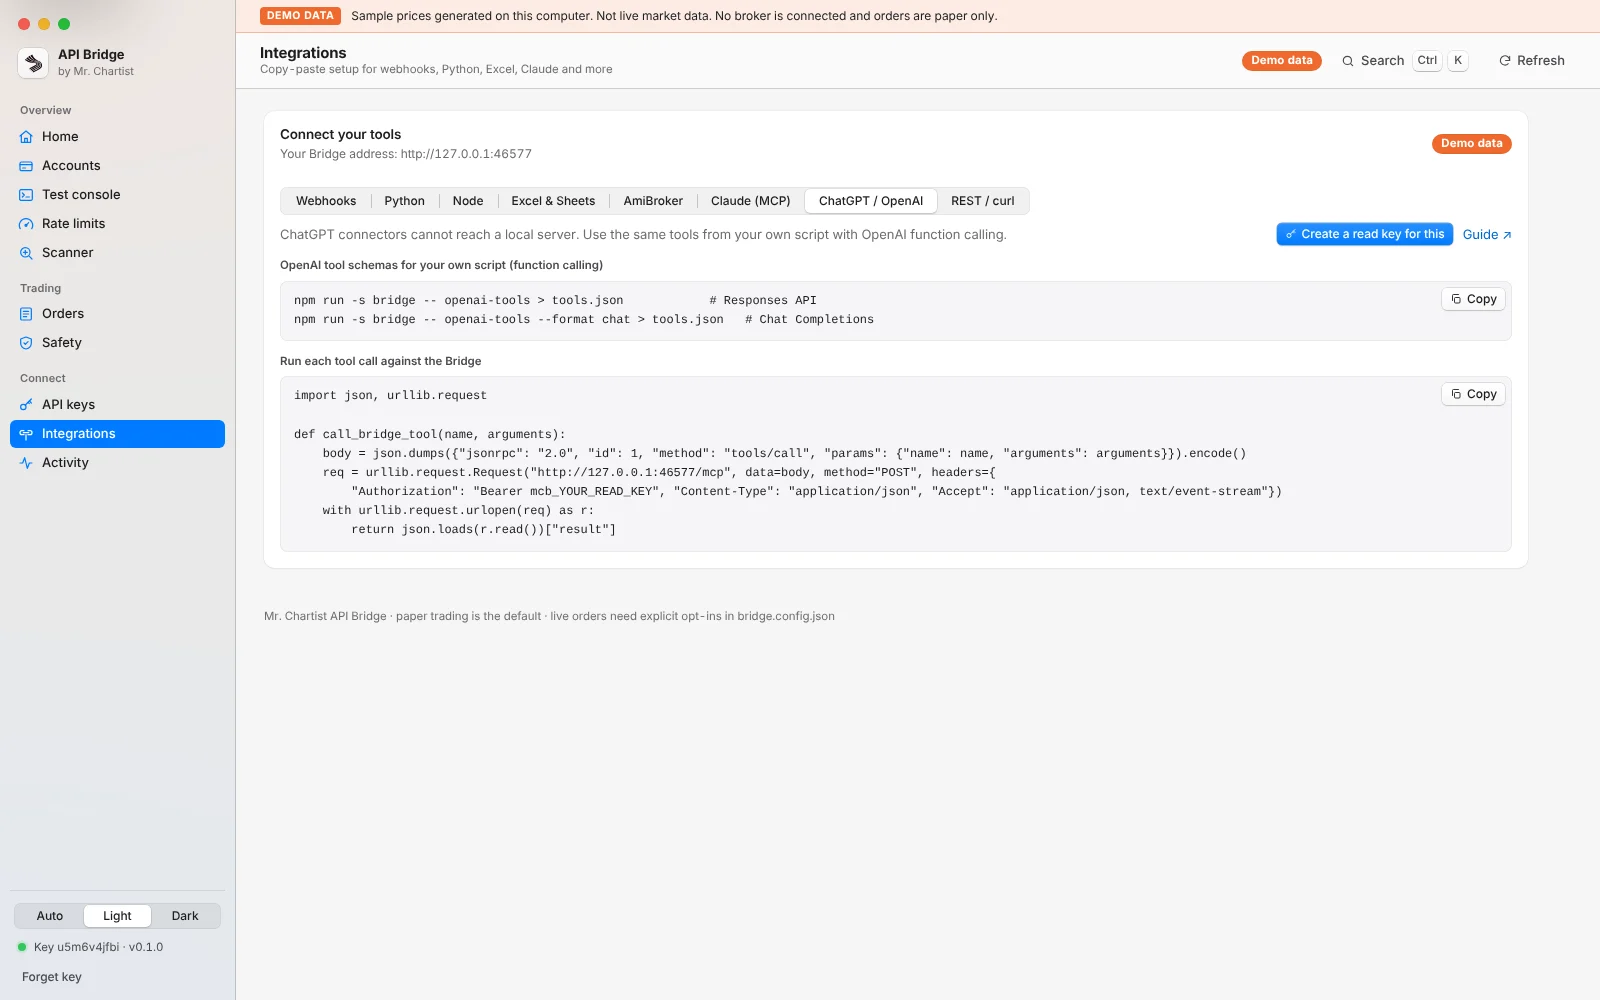 DEMO DATA Sample prices generated on this computer. Not live market data. No broker is connected and orders are paper only.
API Bridge
by Mr. Chartist
Overview
Home
Accounts
Test console
Rate limits
Scanner
Trading
Orders
Safety
Connect
API keys
Integrations
Activity
Auto Light Dark
Key u5m6v4jfbi · v0.1.0
Forget key
Integrations
Copy-paste setup for webhooks, Python, Excel, Claude and more
Demo data Search Ctrl K Refresh
Connect your tools
Your Bridge address: http://127.0.0.1:46577
Demo data
Webhooks Python Node Excel & Sheets AmiBroker Claude (MCP) ChatGPT / OpenAI REST / curl
ChatGPT connectors cannot reach a local server. Use the same tools from your own script with OpenAI function calling.
Create a read key for this Guide ↗
OpenAI tool schemas for your own script (function calling)
npm run -s bridge -- openai-tools > tools.json            # Responses API
npm run -s bridge -- openai-tools --format chat > tools.json   # Chat Completions
Copy
Run each tool call against the Bridge
import json, urllib.request
Copy
def call_bridge_tool(name, arguments):
    body = json.dumps({"jsonrpc": "2.0", "id": 1, "method": "tools/call", "params": {"name": name, "arguments": arguments}}).encode()
    req = urllib.request.Request("http://127.0.0.1:46577/mcp", data=body, method="POST", headers={
        "Authorization": "Bearer mcb_YOUR_READ_KEY", "Content-Type": "application/json", "Accept": "application/json, text/event-stream"})
    with urllib.request.urlopen(req) as r:
        return json.loads(r.read())["result"]
Mr. Chartist API Bridge · paper trading is the default · live orders need explicit opt-ins in bridge.config.json